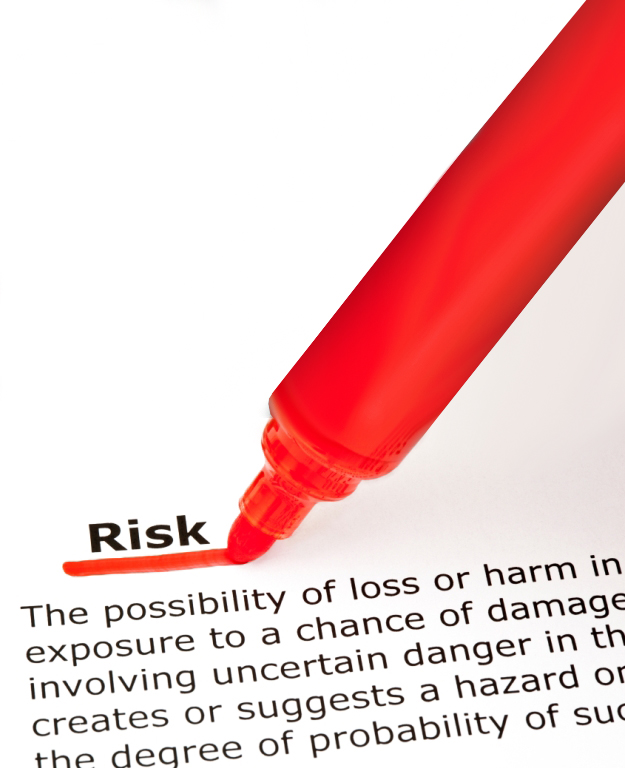 Risk
The possibility of loss or harm in
exposure to a chance of damage
involving uncertain danger in th
creates or suggests a hazard or
the degree of probability of suc